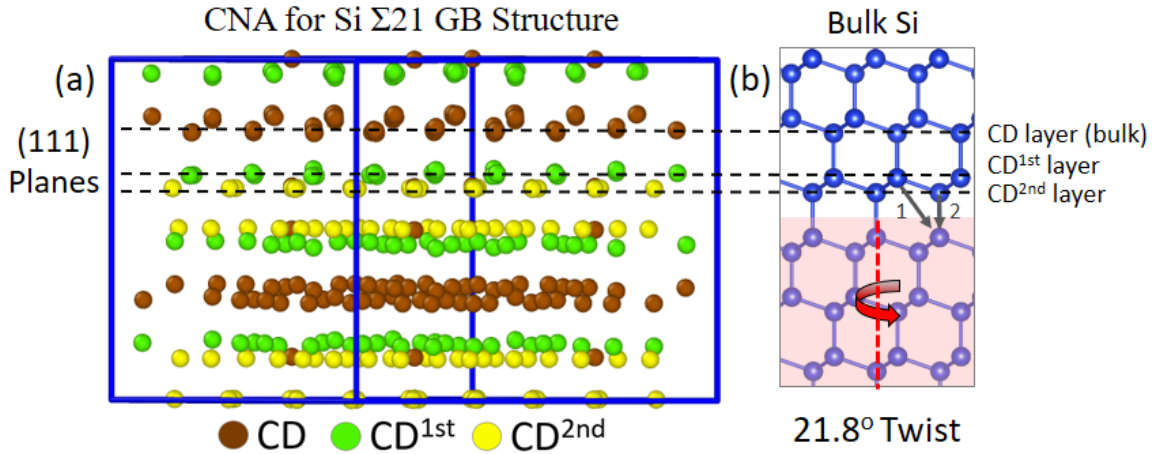 CNA for Si Σ21 GB Structure
(a)
(111)
Planes
CD
CD1st
CD2nd
Bulk Si
(b)
CD layer (bulk)
CD1st layer
CD2nd layer
1
2
21.8o Twist